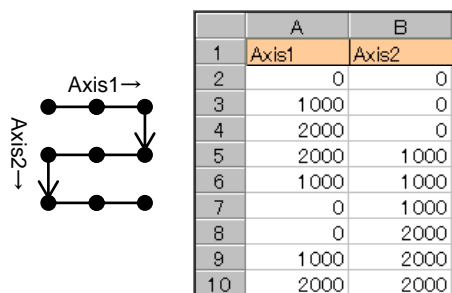 Axis1→
Axis2→
A B
1 Axis1 Axis2
2 0 0
3 1000 0
4 2000 0
5 2000 1000
6 1000 1000
7 0 1000
8 0 2000
9 1000 2000
10 2000 2000